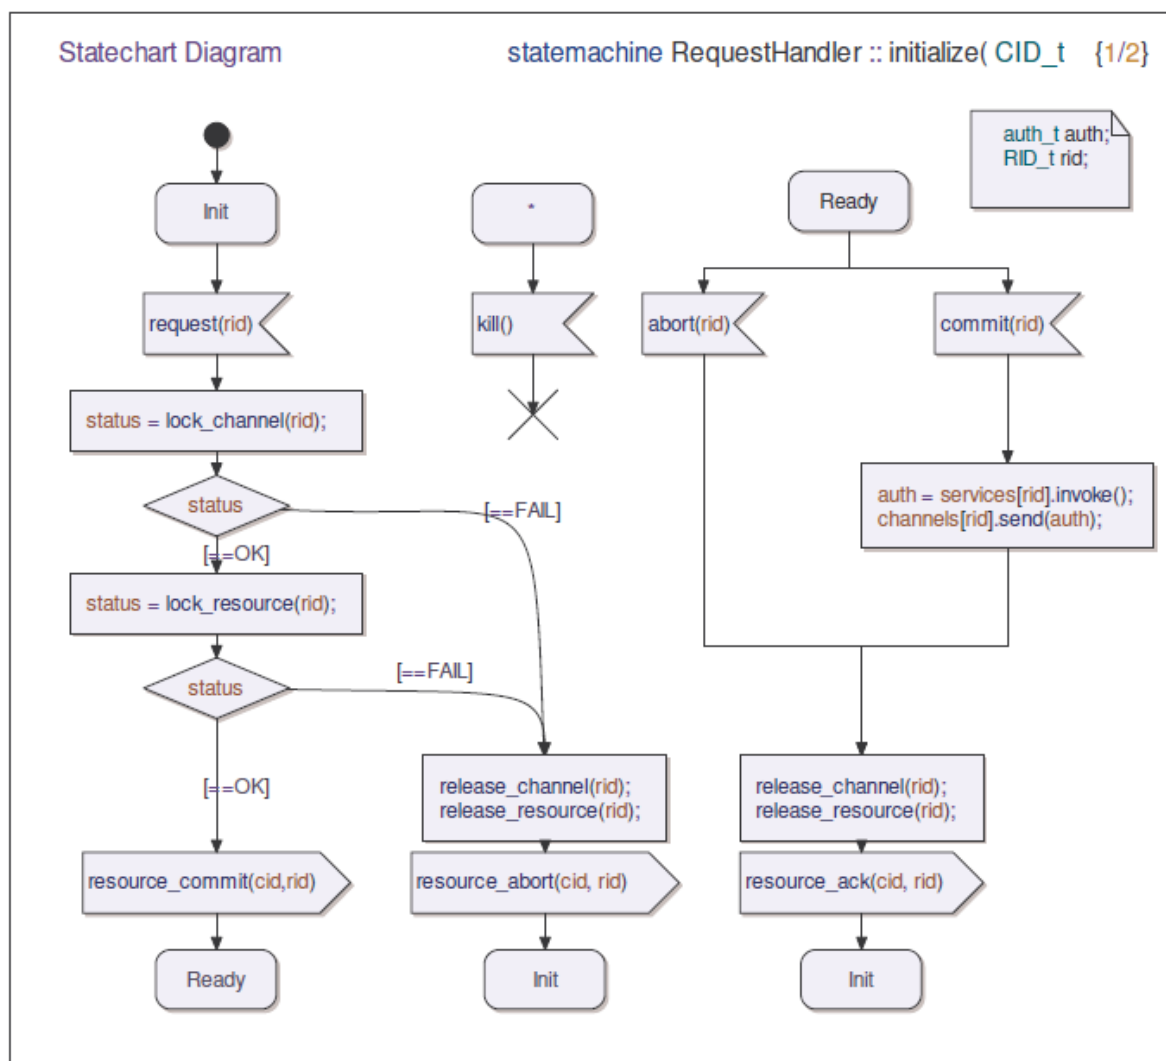 Statechart Diagram
statemachine RequestHandler :: initialize( CID_t {1/2}
auth_t auth;
RID_t rid;
Init
request(rid)
status = lock_channel(rid);
status
[==FAIL]
[==OK]
status = lock_resource(rid);
status
[==FAIL]
[==OK]
resource_commit(cid,rid)
Ready
*
kill()
release_channel(rid);
release_resource(rid);
resource_abort(cid, rid)
Init
Ready
abort(rid)
commit(rid)
auth = services[rid].invoke();
channels[rid].send(auth);
release_channel(rid);
release_resource(rid);
resource_ack(cid, rid)
Init